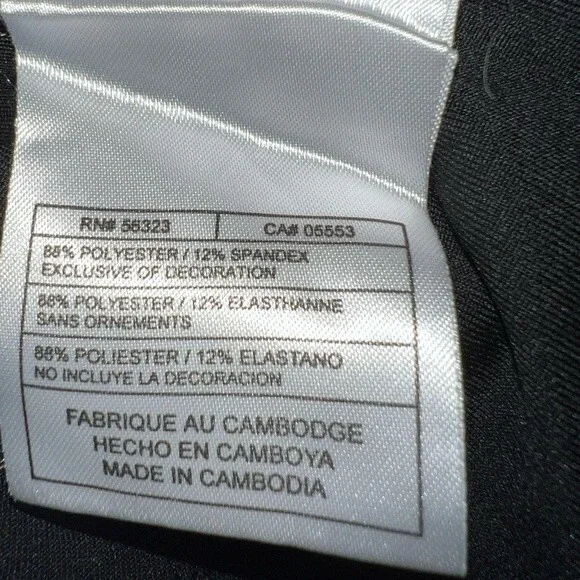 RN# 56323 CA# 05553
88% POLYESTER / 12% SPANDEX
EXCLUSIVE OF DECORATION
88% POLYESTER / 12% ELASTHANNE
SANS ORNEMENTS
88% POLIESTER / 12% ELASTANO
NO INCLUYE LA DECORACION
FABRIQUE AU CAMBODGE
HECHO EN CAMBOYA
MADE IN CAMBODIA